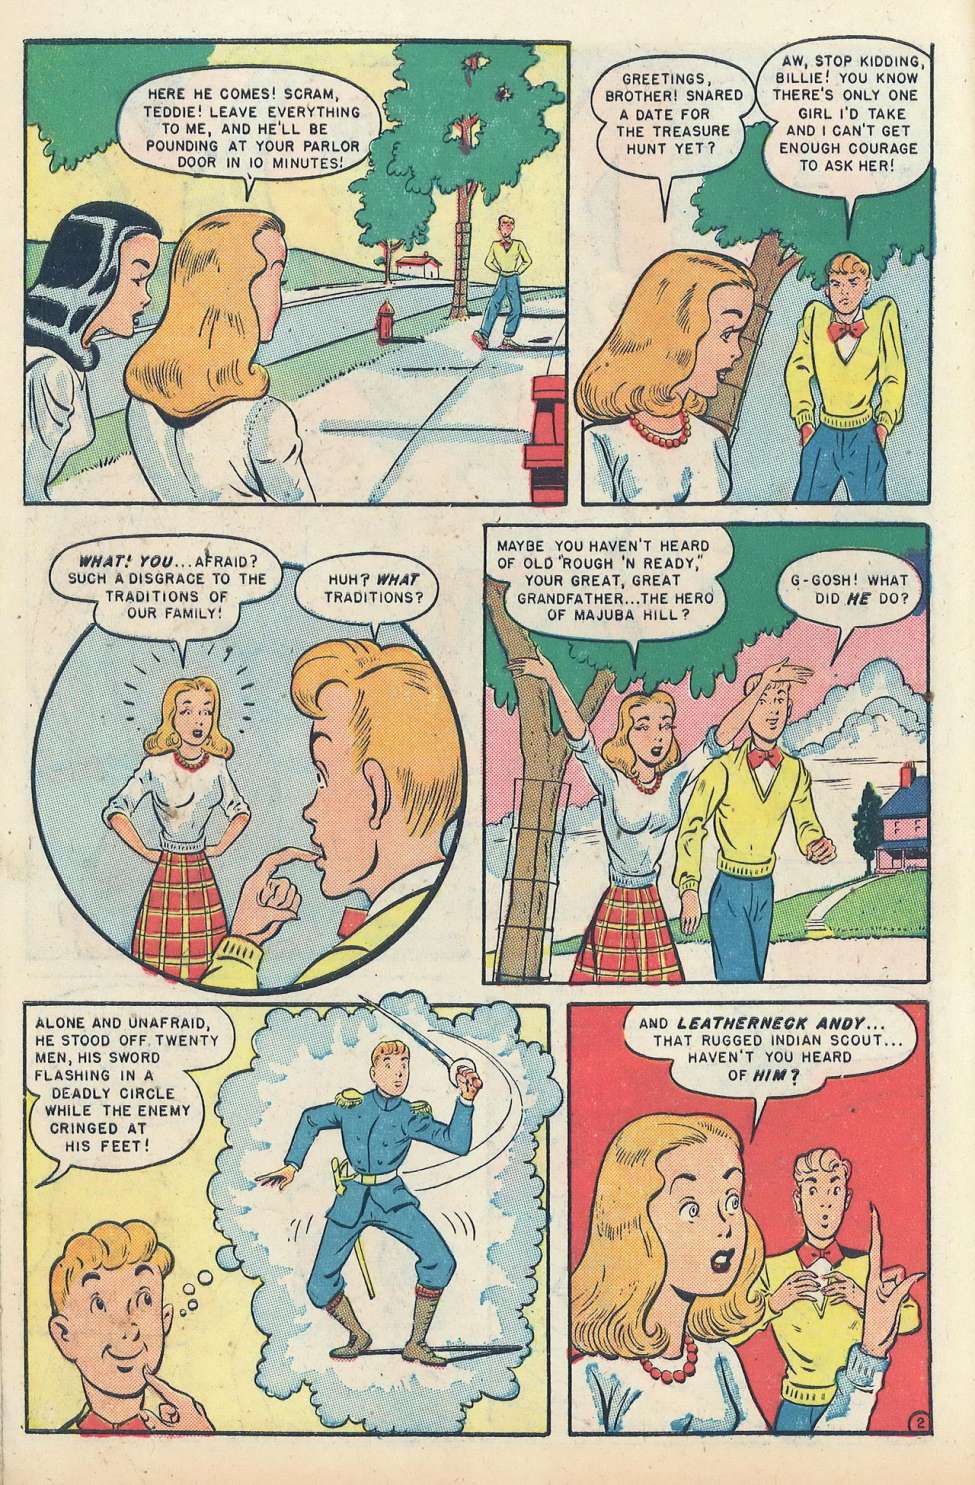 HERE HE COMES! SCRAM,
TEDDIE! LEAVE EVERYTHING
TO ME, AND HE'LL BE
POUNDING AT YOUR PARLOR
DOOR IN 10 MINUTES!
GREETINGS,
BROTHER! SNARED
A DATE FOR
THE TREASURE
HUNT YET?
AW, STOP KIDDING,
BILLIE! YOU KNOW
THERE'S ONLY ONE
GIRL I'D TAKE
AND I CAN'T GET
ENOUGH COURAGE
TO ASK HER!
WHAT! YOU...AFRAID?
SUCH A DISGRACE TO THE
TRADITIONS OF
OUR FAMILY!
HUH? WHAT
TRADITIONS?
MAYBE YOU HAVEN'T HEARD
OF OLD "ROUGH 'N READY,"
YOUR GREAT, GREAT
GRANDFATHER...THE HERO
OF MAJUBA HILL?
G-GOSH! WHAT
DID HE DO?
ALONE AND UNAFRAID,
HE STOOD OFF TWENTY
MEN, HIS SWORD
FLASHING IN A
DEADLY CIRCLE
WHILE THE ENEMY
CRINGED AT
HIS FEET!
AND LEATHERNECK ANDY...
THAT RUGGED INDIAN SCOUT...
HAVEN'T YOU HEARD
OF HIM?
2